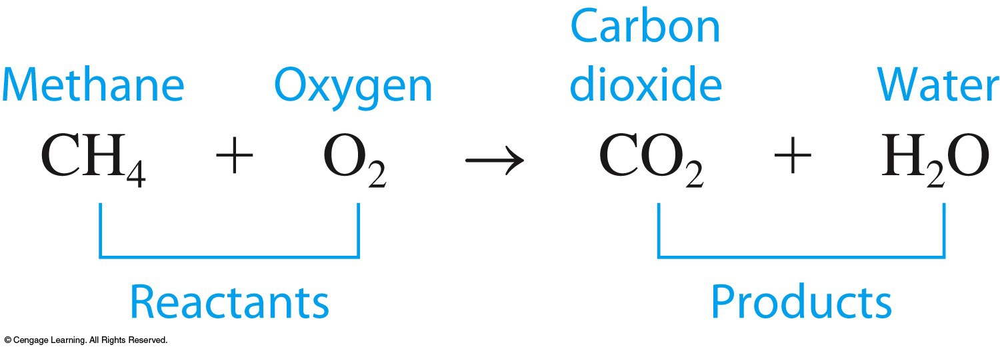 Carbon
Methane Oxygen dioxide Water
CH₄ + O₂ → CO₂ + H₂O
Reactants Products
© Cengage Learning. All Rights Reserved.